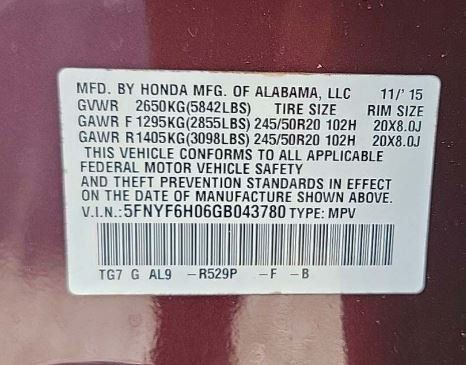 MFD. BY HONDA MFG. OF ALABAMA, LLC 11/'15
GVWR 2650KG(5842LBS) TIRE SIZE RIM SIZE
GAWR F 1295KG(2855LBS) 245/50R20 102H 20X8.0J
GAWR R 1405KG(3098LBS) 245/50R20 102H 20X8.0J
THIS VEHICLE CONFORMS TO ALL APPLICABLE
FEDERAL MOTOR VEHICLE SAFETY
AND THEFT PREVENTION STANDARDS IN EFFECT
ON THE DATE OF MANUFACTURE SHOWN ABOVE.
V.I.N.:5FNYF6H06GB043780 TYPE: MPV
TG7 G AL9 -R529P -F -B